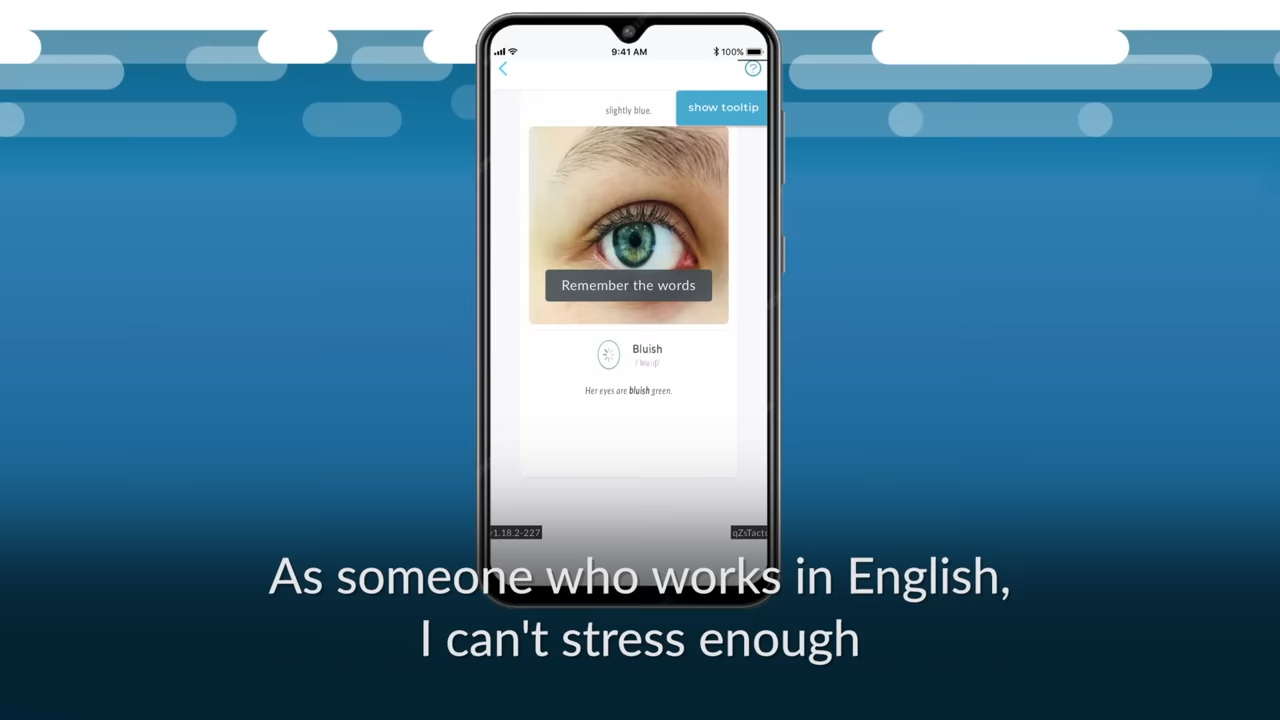 9:41 AM
100%
slightly blue.
show tooltip
Remember the words
Bluish
Her eyes are bluish green.
v1.18.2-227
qZsTact
As someone who works in English,
I can't stress enough